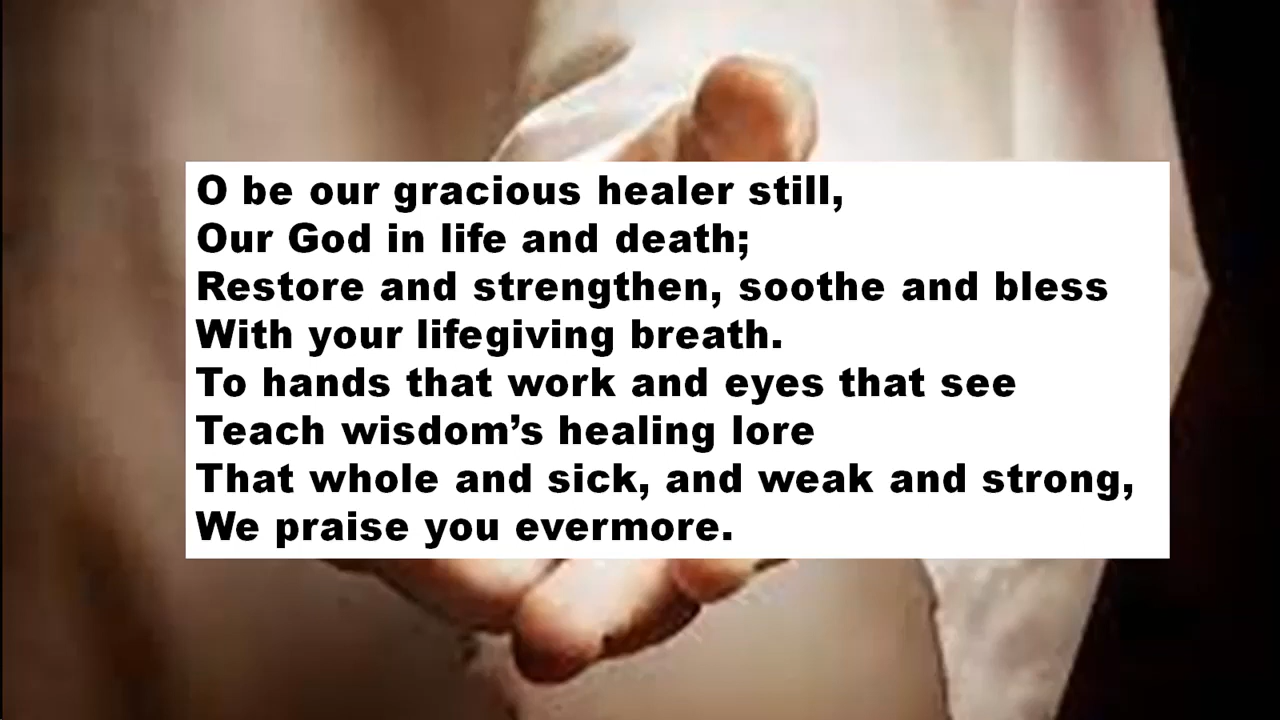 O be our gracious healer still,
Our God in life and death;
Restore and strengthen, soothe and bless
With your lifegiving breath.
To hands that work and eyes that see
Teach wisdom’s healing lore
That whole and sick, and weak and strong,
We praise you evermore.